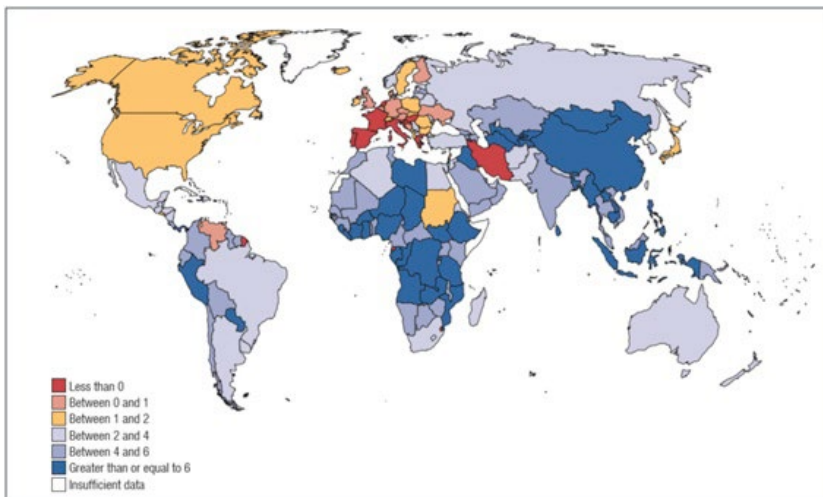 Less than 0
Between 0 and 1
Between 1 and 2
Between 2 and 4
Between 4 and 6
Greater than or equal to 6
Insufficient data